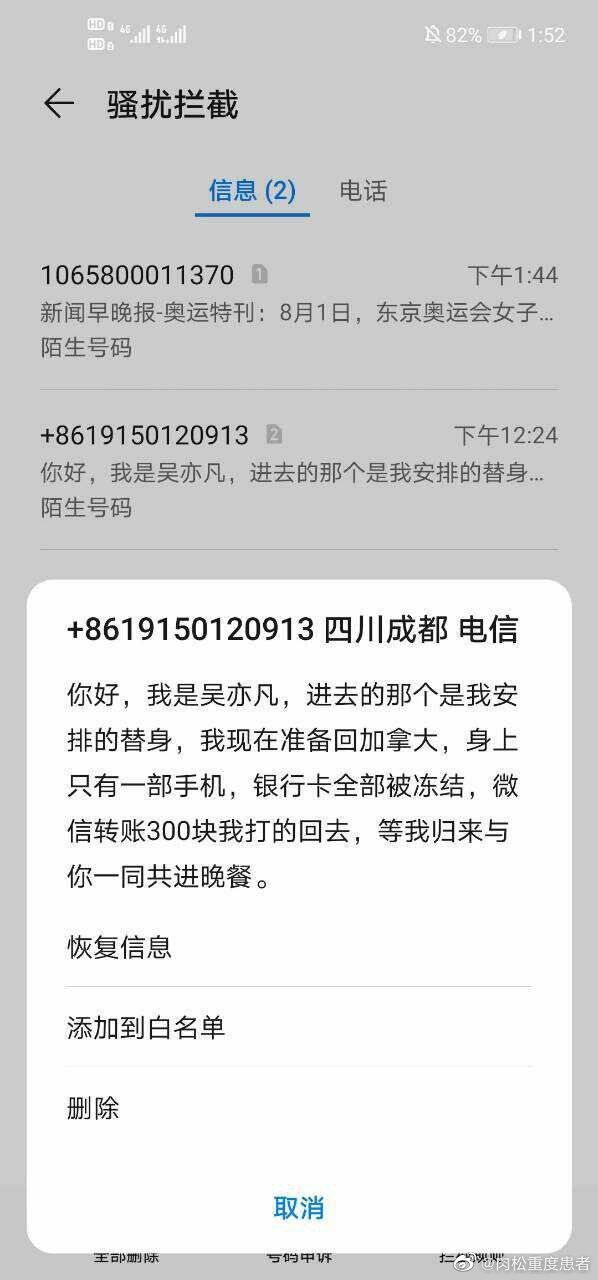 HD 1 4G 4G 82% 1:52
HD 2
骚扰拦截
信息 (2) 电话
1065800011370 1 下午1:44
新闻早晚报-奥运特刊：8月1日，东京奥运会女子...
陌生号码
+8619150120913 2 下午12:24
你好，我是吴亦凡，进去的那个是我安排的替身...
陌生号码
+8619150120913 四川成都 电信
你好，我是吴亦凡，进去的那个是我安
排的替身，我现在准备回加拿大，身上
只有一部手机，银行卡全部被冻结，微
信转账300块我打的回去，等我归来与
你一同共进晚餐。
恢复信息
添加到白名单
删除
取消
全部删除 号码申诉 拦截规则
@肉松重度患者